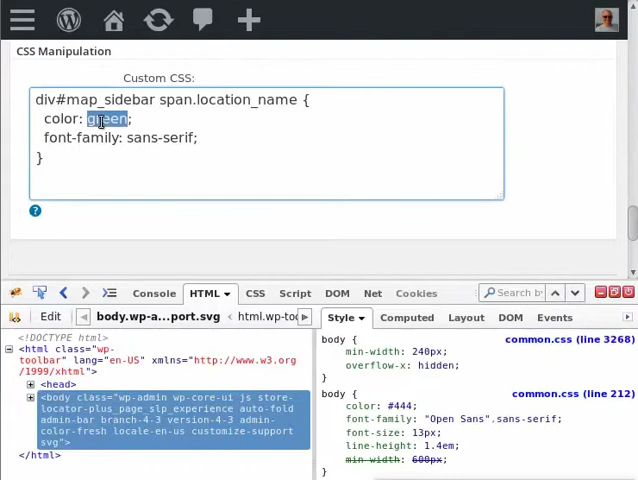 CSS Manipulation
Custom CSS:
div#map_sidebar span.location_name {
color: green;
font-family: sans-serif;
}
?
Console HTML CSS Script DOM Net Cookies Search by
Edit body.wp-a...port.svg html.wp-too
Style Computed Layout DOM Events
<!DOCTYPE html>
<html class="wp-
toolbar" lang="en-US" xmlns="http://www.w3.org
/1999/xhtml">
<head>
<body class="wp-admin wp-core-ui js store-
locator-plus_page_slp_experience auto-fold
admin-bar branch-4-3 version-4-3 admin-
color-fresh locale-en-us customize-support
svg">
</html>
body { common.css (line 3268)
min-width: 240px;
overflow-x: hidden;
}
body { common.css (line 212)
color: #444;
font-family: "Open Sans",sans-serif;
font-size: 13px;
line-height: 1.4em;
min-width: 600px;
}